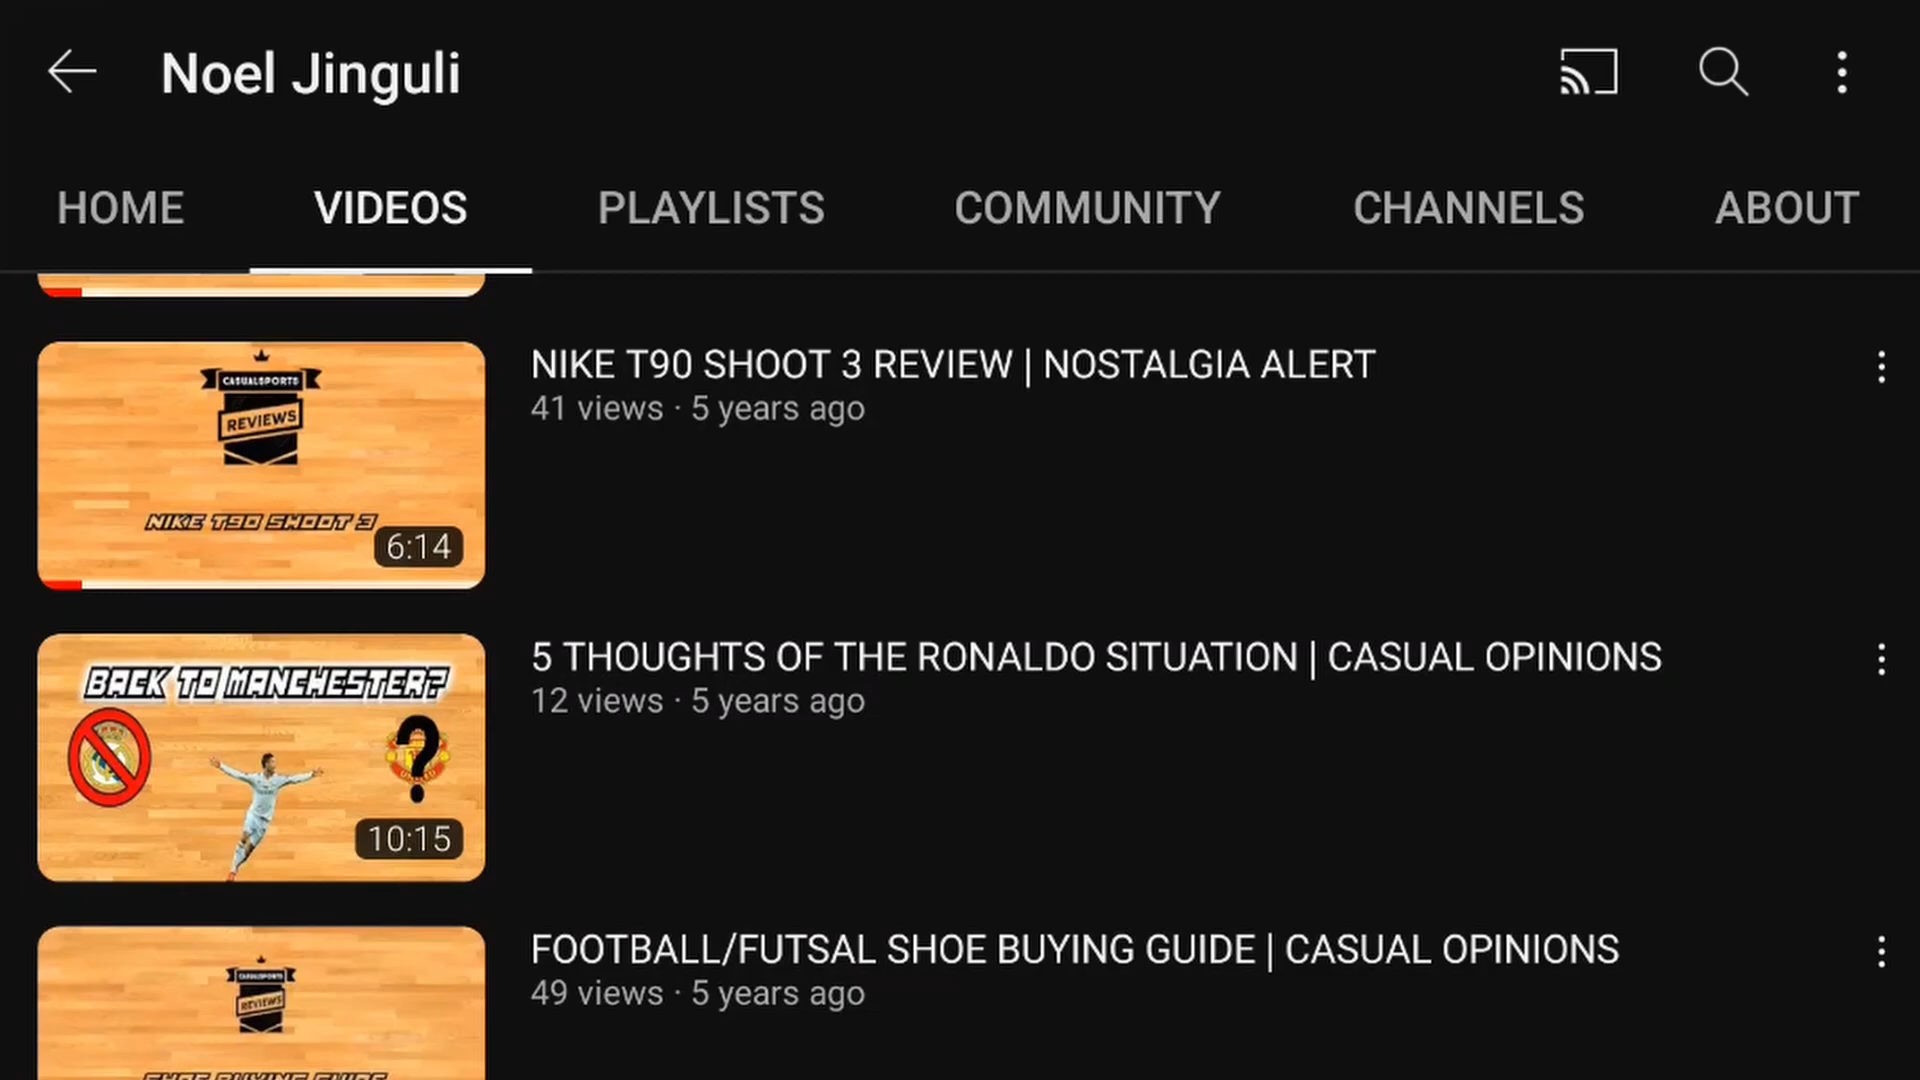 Noel Jinguli
HOME VIDEOS PLAYLISTS COMMUNITY CHANNELS ABOUT
CASUALSPORTS
REVIEWS
NIKE T90 SHOOT 3
6:14
NIKE T90 SHOOT 3 REVIEW | NOSTALGIA ALERT
41 views · 5 years ago
BACK TO MANCHESTER?
?
10:15
5 THOUGHTS OF THE RONALDO SITUATION | CASUAL OPINIONS
12 views · 5 years ago
CASUALSPORTS
REVIEWS
SHOE BUYING GUIDE
FOOTBALL/FUTSAL SHOE BUYING GUIDE | CASUAL OPINIONS
49 views · 5 years ago